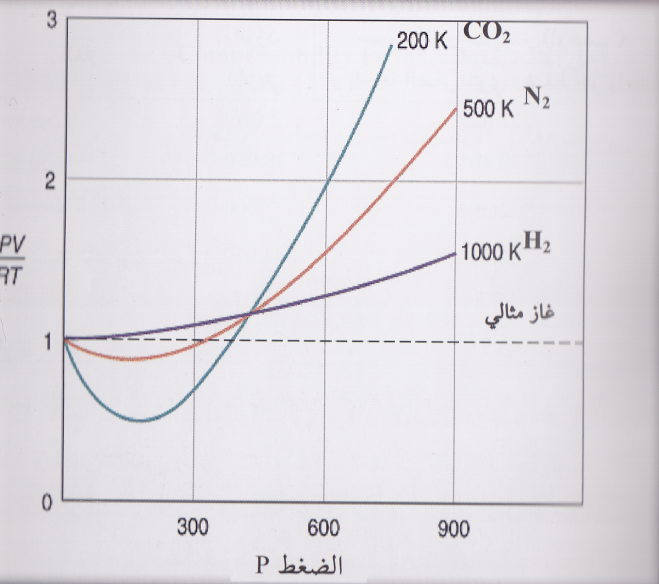 3
200 K CO₂
500 K N₂
2
PV
RT
1000 K H₂
غاز مثالي
1
0
300 600 900
الضغط P